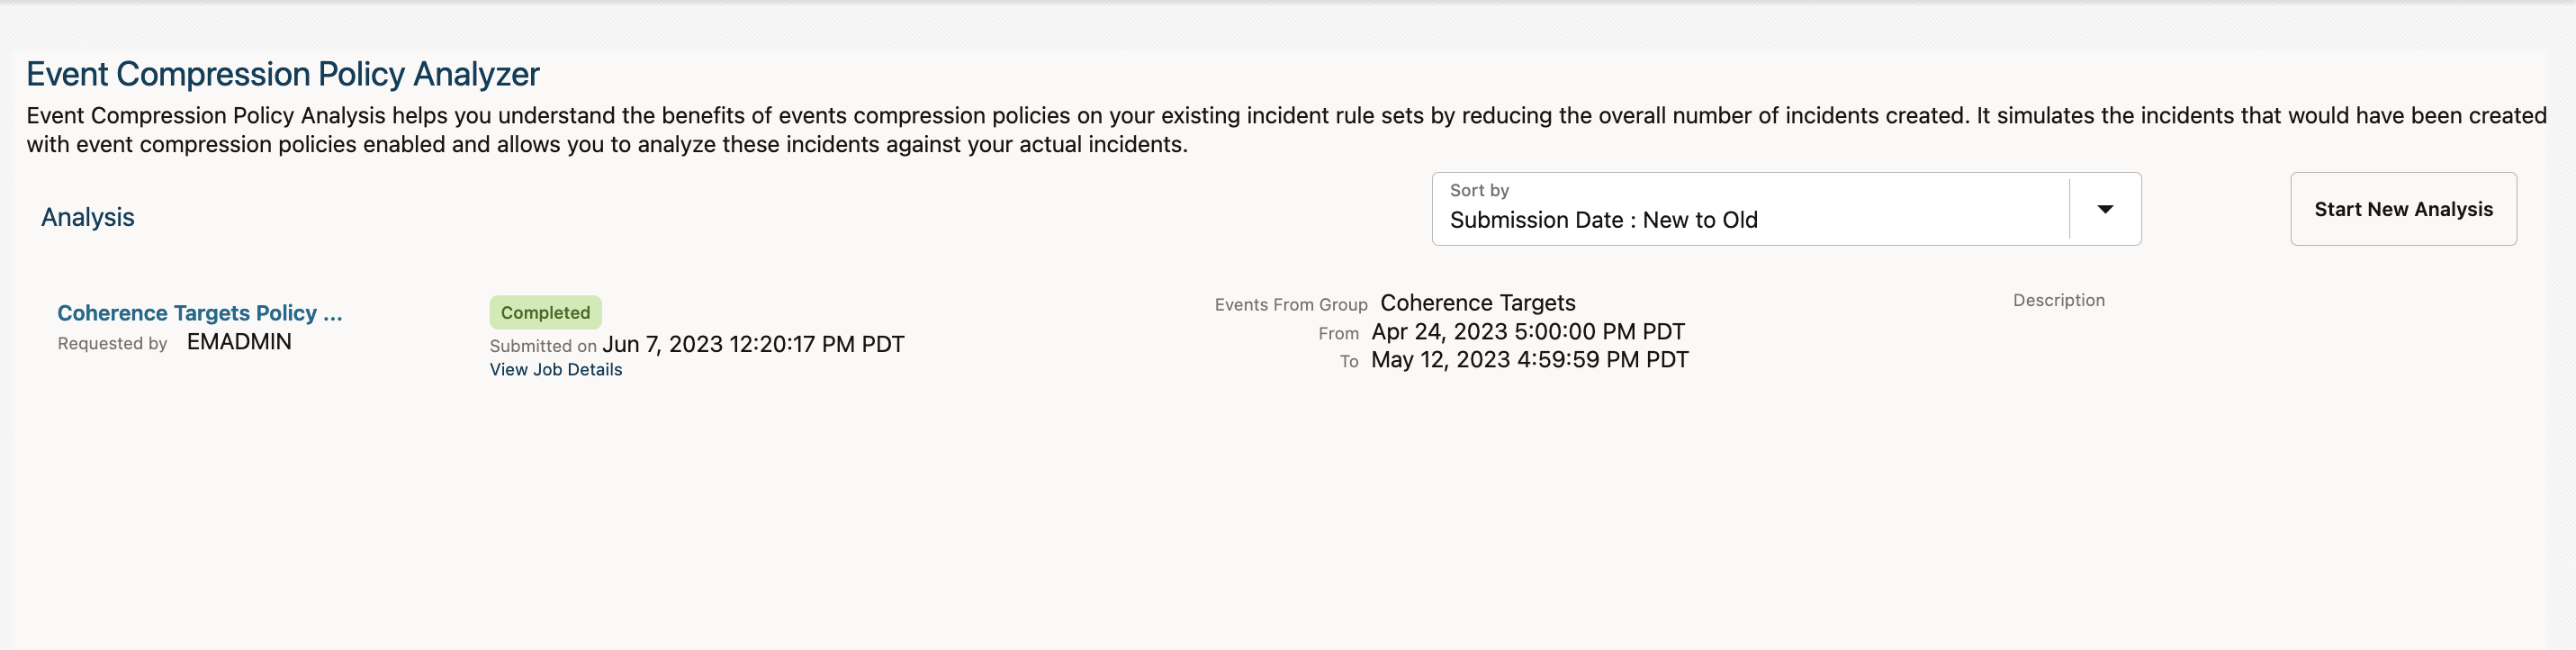 Event Compression Policy Analyzer
Event Compression Policy Analysis helps you understand the benefits of events compression policies on your existing incident rule sets by reducing the overall number of incidents created. It simulates the incidents that would have been created
with event compression policies enabled and allows you to analyze these incidents against your actual incidents.
Analysis
Sort by
Submission Date : New to Old
Start New Analysis
Coherence Targets Policy ...
Requested by EMADMIN
Completed
Submitted on Jun 7, 2023 12:20:17 PM PDT
View Job Details
Events From Group Coherence Targets
From Apr 24, 2023 5:00:00 PM PDT
To May 12, 2023 4:59:59 PM PDT
Description